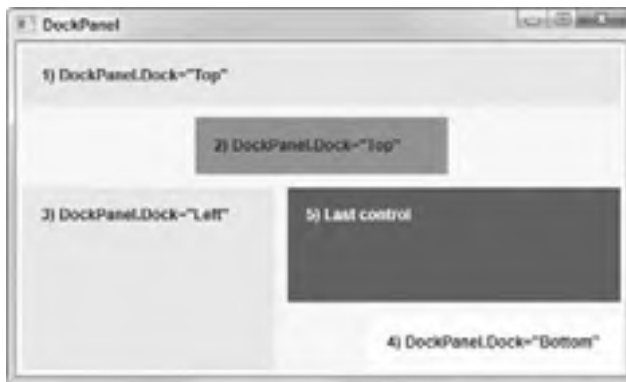 DockPanel
1) DockPanel.Dock="Top"
2) DockPanel.Dock="Top"
3) DockPanel.Dock="Left"
5) Last control
4) DockPanel.Dock="Bottom"